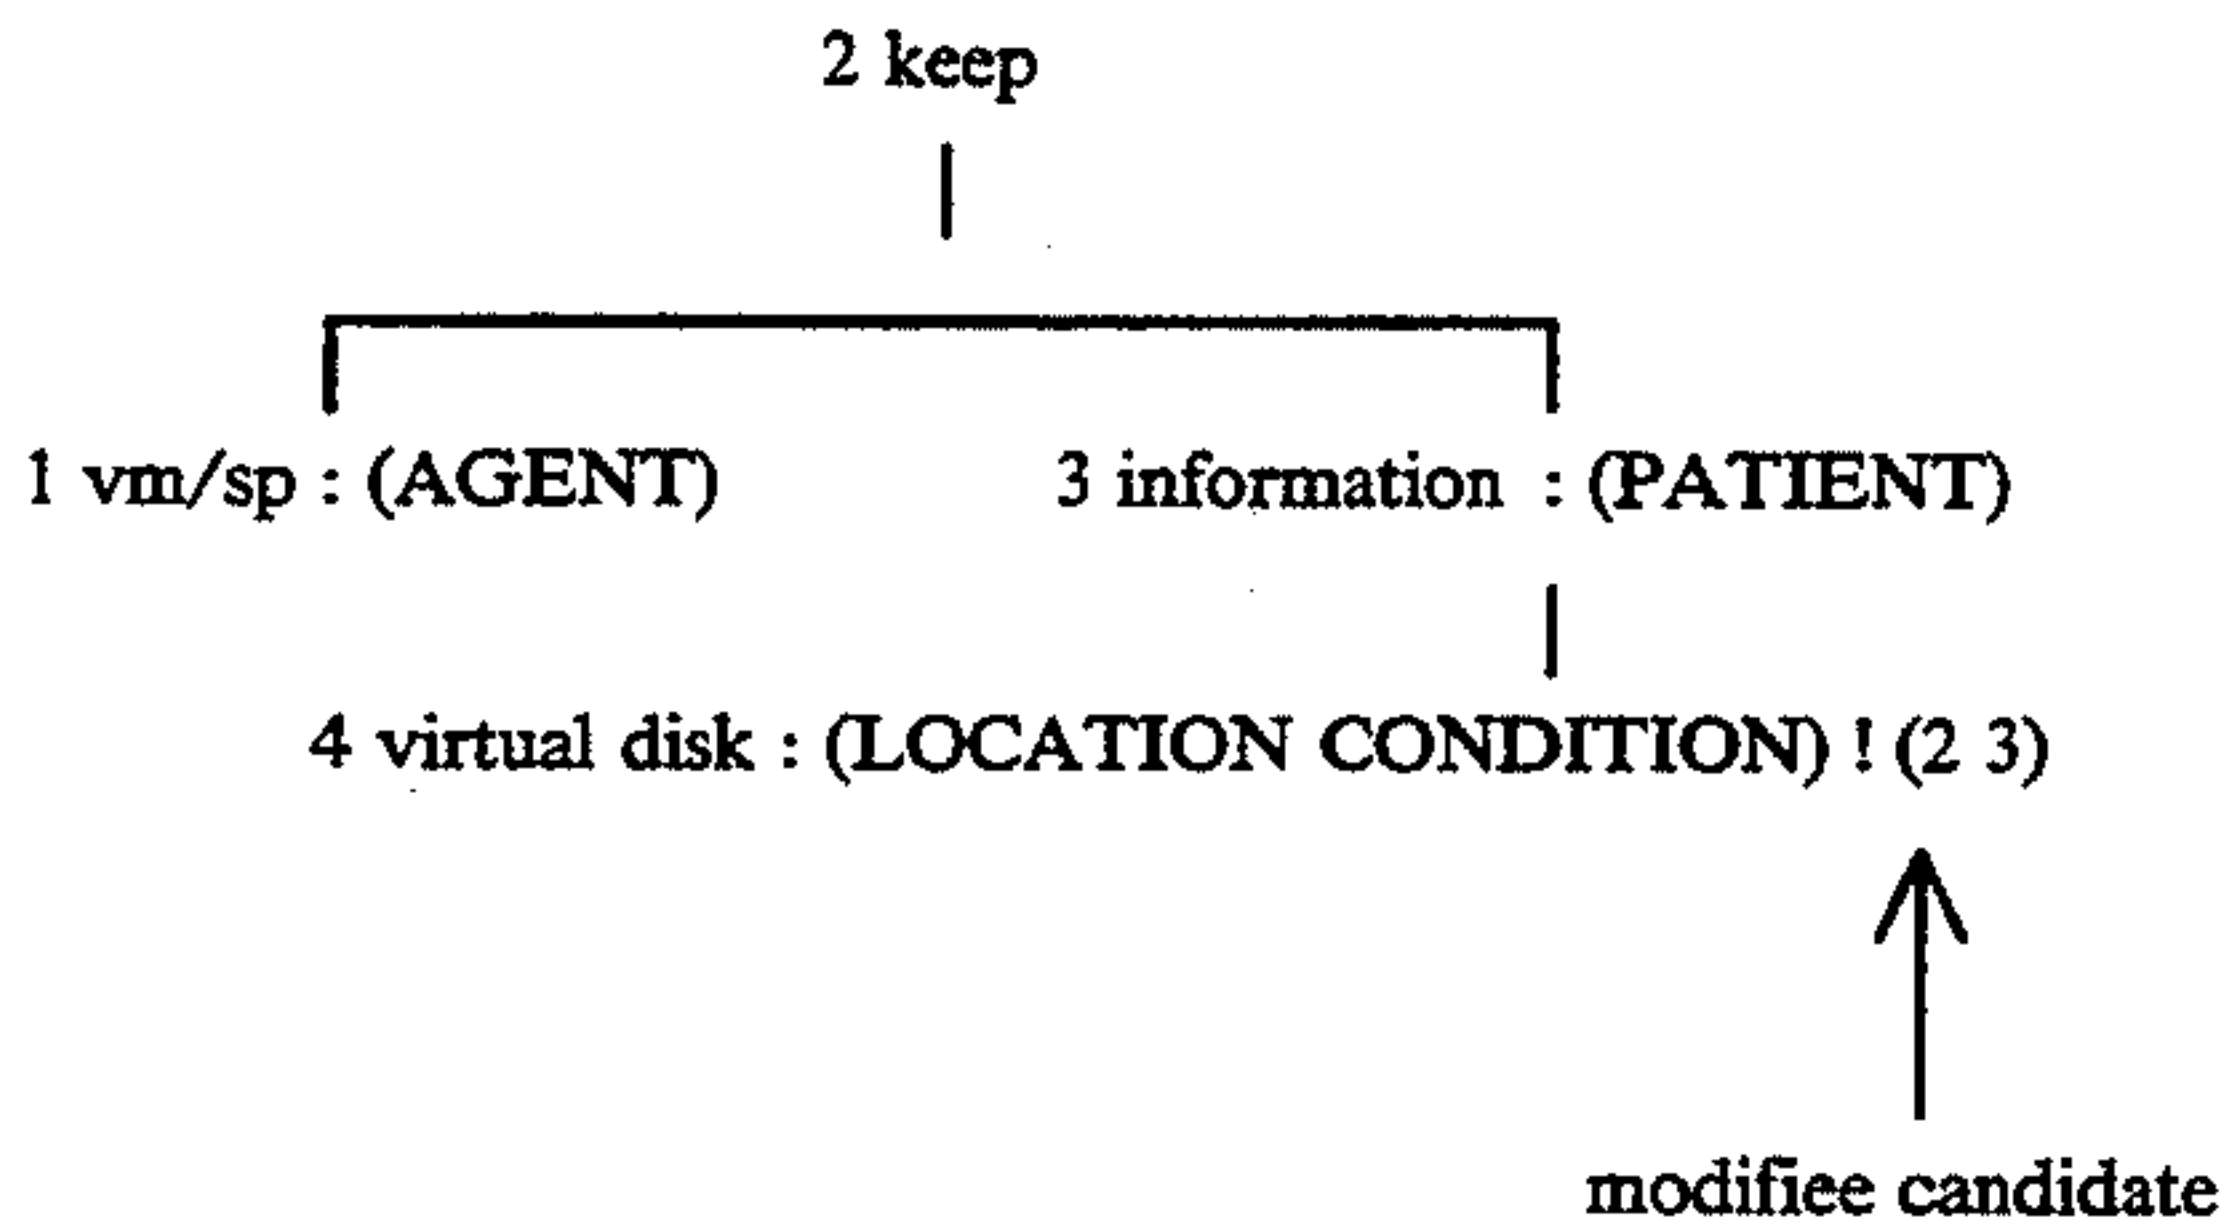 2 keep
1 vm/sp : (AGENT) 3 information : (PATIENT)
4 virtual disk : (LOCATION CONDITION) ! (2 3)
modifiee candidate